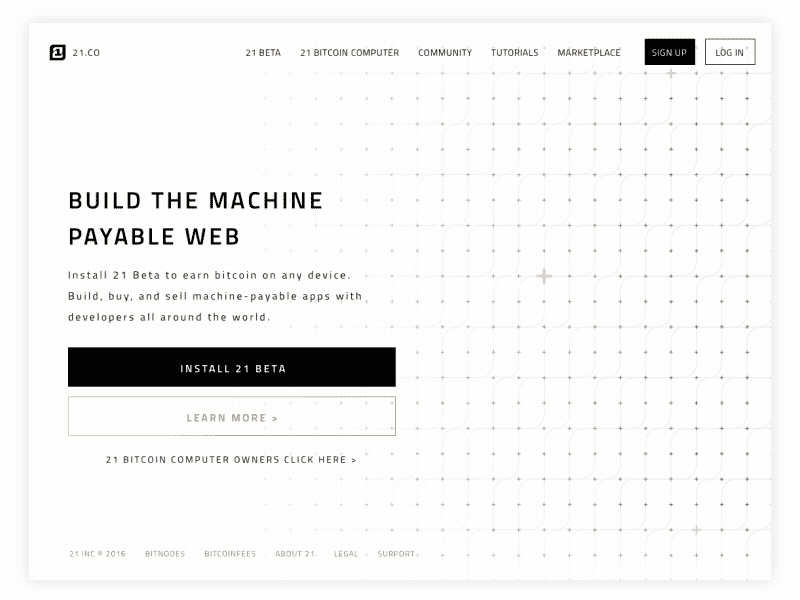 21.CO
21 BETA 21 BITCOIN COMPUTER COMMUNITY TUTORIALS MARKETPLACE SIGN UP LOG IN
BUILD THE MACHINE
PAYABLE WEB
Install 21 Beta to earn bitcoin on any device.
Build, buy, and sell machine-payable apps with
developers all around the world.
INSTALL 21 BETA
LEARN MORE >
21 BITCOIN COMPUTER OWNERS CLICK HERE >
21 INC © 2016 BITNODES BITCOINFEES ABOUT 21 LEGAL SUPPORT